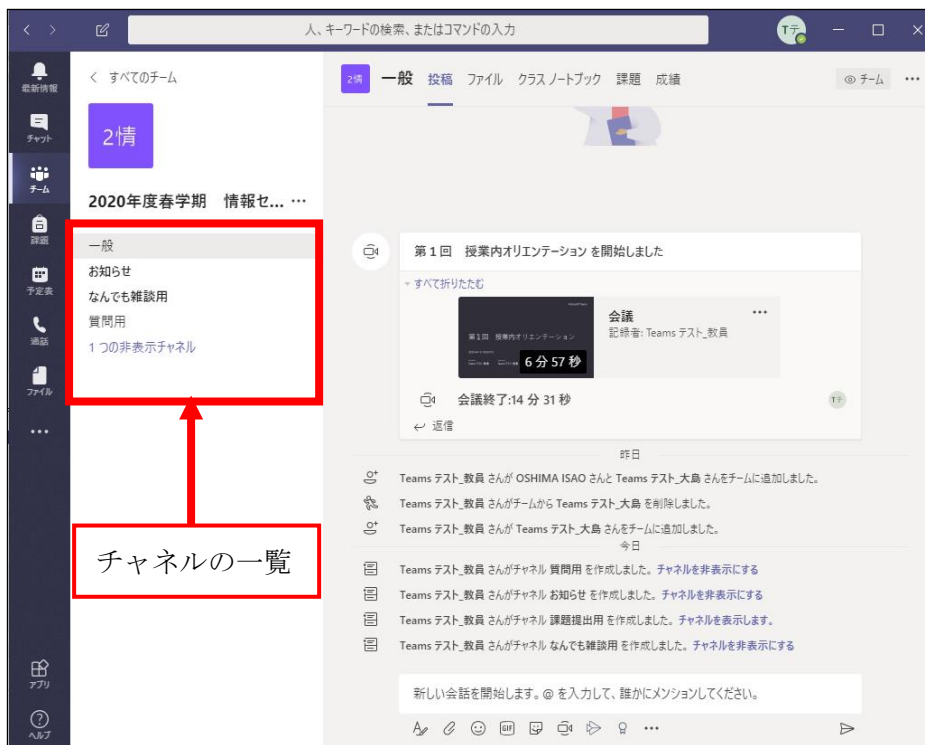 人、キーワードの検索、またはコマンドの入力
Tテ
最新情報
チャット
チーム
課題
予定表
通話
ファイル
アプリ
ヘルプ
すべてのチーム
2情
2020年度春学期 情報セ...
一般
お知らせ
なんでも雑談用
質問用
1 つの非表示チャネル
チャネルの一覧
2情 一般 投稿 ファイル クラス ノートブック 課題 成績 チーム
第１回 授業内オリエンテーション を開始しました
すべて折りたたむ
第1回 授業内オリエンテーション
6 分 57 秒
会議
記録者: Teams テスト_教員
会議終了:14 分 31 秒
Tテ
返信
昨日
Teams テスト_教員 さんが OSHIMA ISAO さんと Teams テスト_大島 さんをチームに追加しました。
Teams テスト_教員 さんがチームから Teams テスト_大島 を削除しました。
Teams テスト_教員 さんが Teams テスト_大島 さんをチームに追加しました。
今日
Teams テスト_教員 さんがチャネル 質問用 を作成しました。チャネルを非表示にする
Teams テスト_教員 さんがチャネル お知らせ を作成しました。チャネルを非表示にする
Teams テスト_教員 さんがチャネル 課題提出用 を作成しました。チャネルを表示します。
Teams テスト_教員 さんがチャネル なんでも雑談用 を作成しました。チャネルを非表示にする
新しい会話を開始します。@ を入力して、誰かにメンションしてください。
GIF